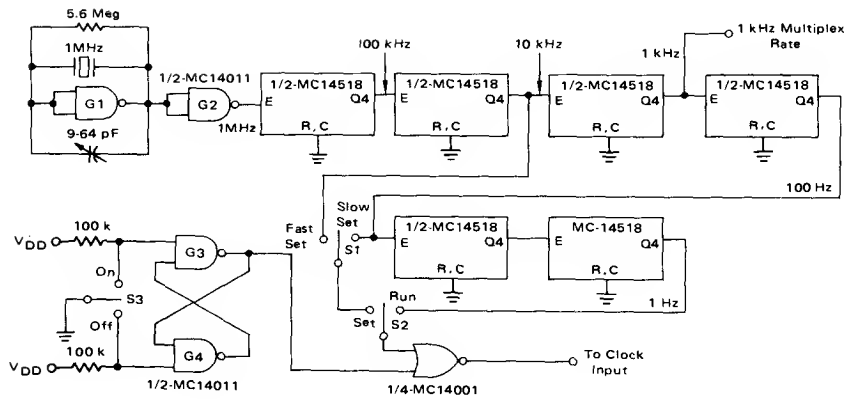 5.6 Meg
1MHz
G1
9-64 pF
1/2-MC14011
G2
1MHz
1/2-MC14518
E
Q4
R, C
100 kHz
1/2-MC14518
E
Q4
R, C
10 kHz
1/2-MC14518
E
Q4
R, C
1 kHz
1 kHz Multiplex
Rate
1/2-MC14518
E
Q4
R, C
100 Hz
Fast
Set
Slow
Set
S1
1/2-MC14518
E
Q4
R, C
MC-14518
Q4
R, C
1 Hz
Run
Set
S2
VDD
100 k
On
S3
Off
VDD
100 k
G3
G4
1/2-MC14011
1/4-MC14001
To Clock
Input